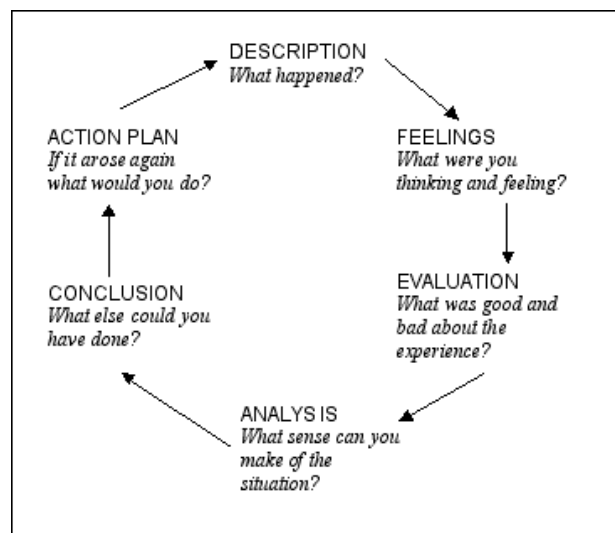 DESCRIPTION
What happened?
FEELINGS
What were you
thinking and feeling?
EVALUATION
What was good and
bad about the
experience?
ANALYS IS
What sense can you
make of the
situation?
CONCLUSION
What else could you
have done?
ACTION PLAN
If it arose again
what would you do?